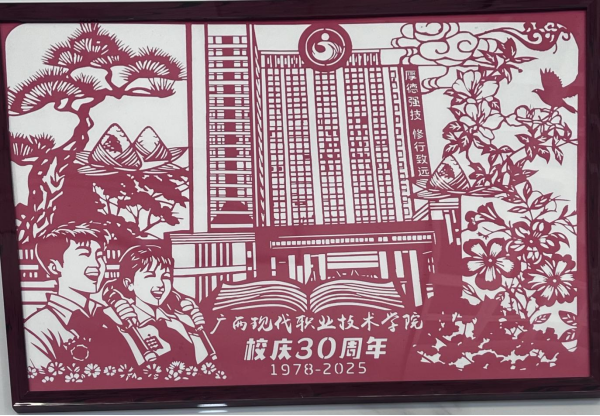 厚德强技 修行致远
广西现代职业技术学院
校庆30周年
1978-2025